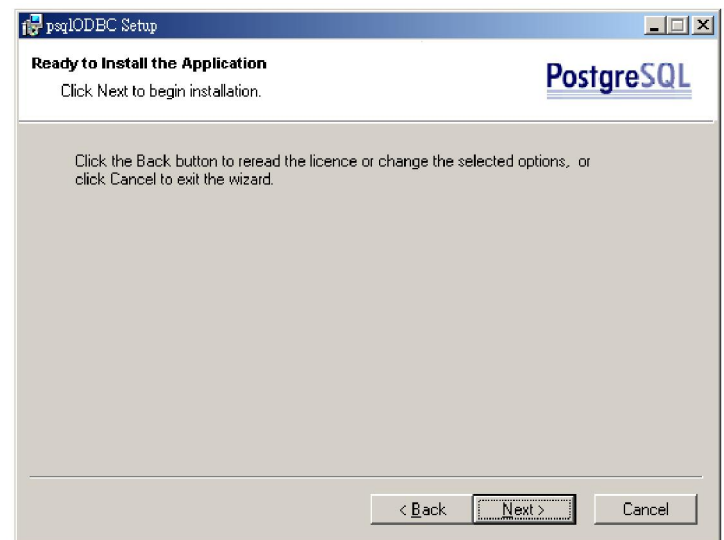 psqlODBC Setup
Ready to Install the Application
Click Next to begin installation.
PostgreSQL
Click the Back button to reread the licence or change the selected options, or
click Cancel to exit the wizard.
< Back
Next >
Cancel